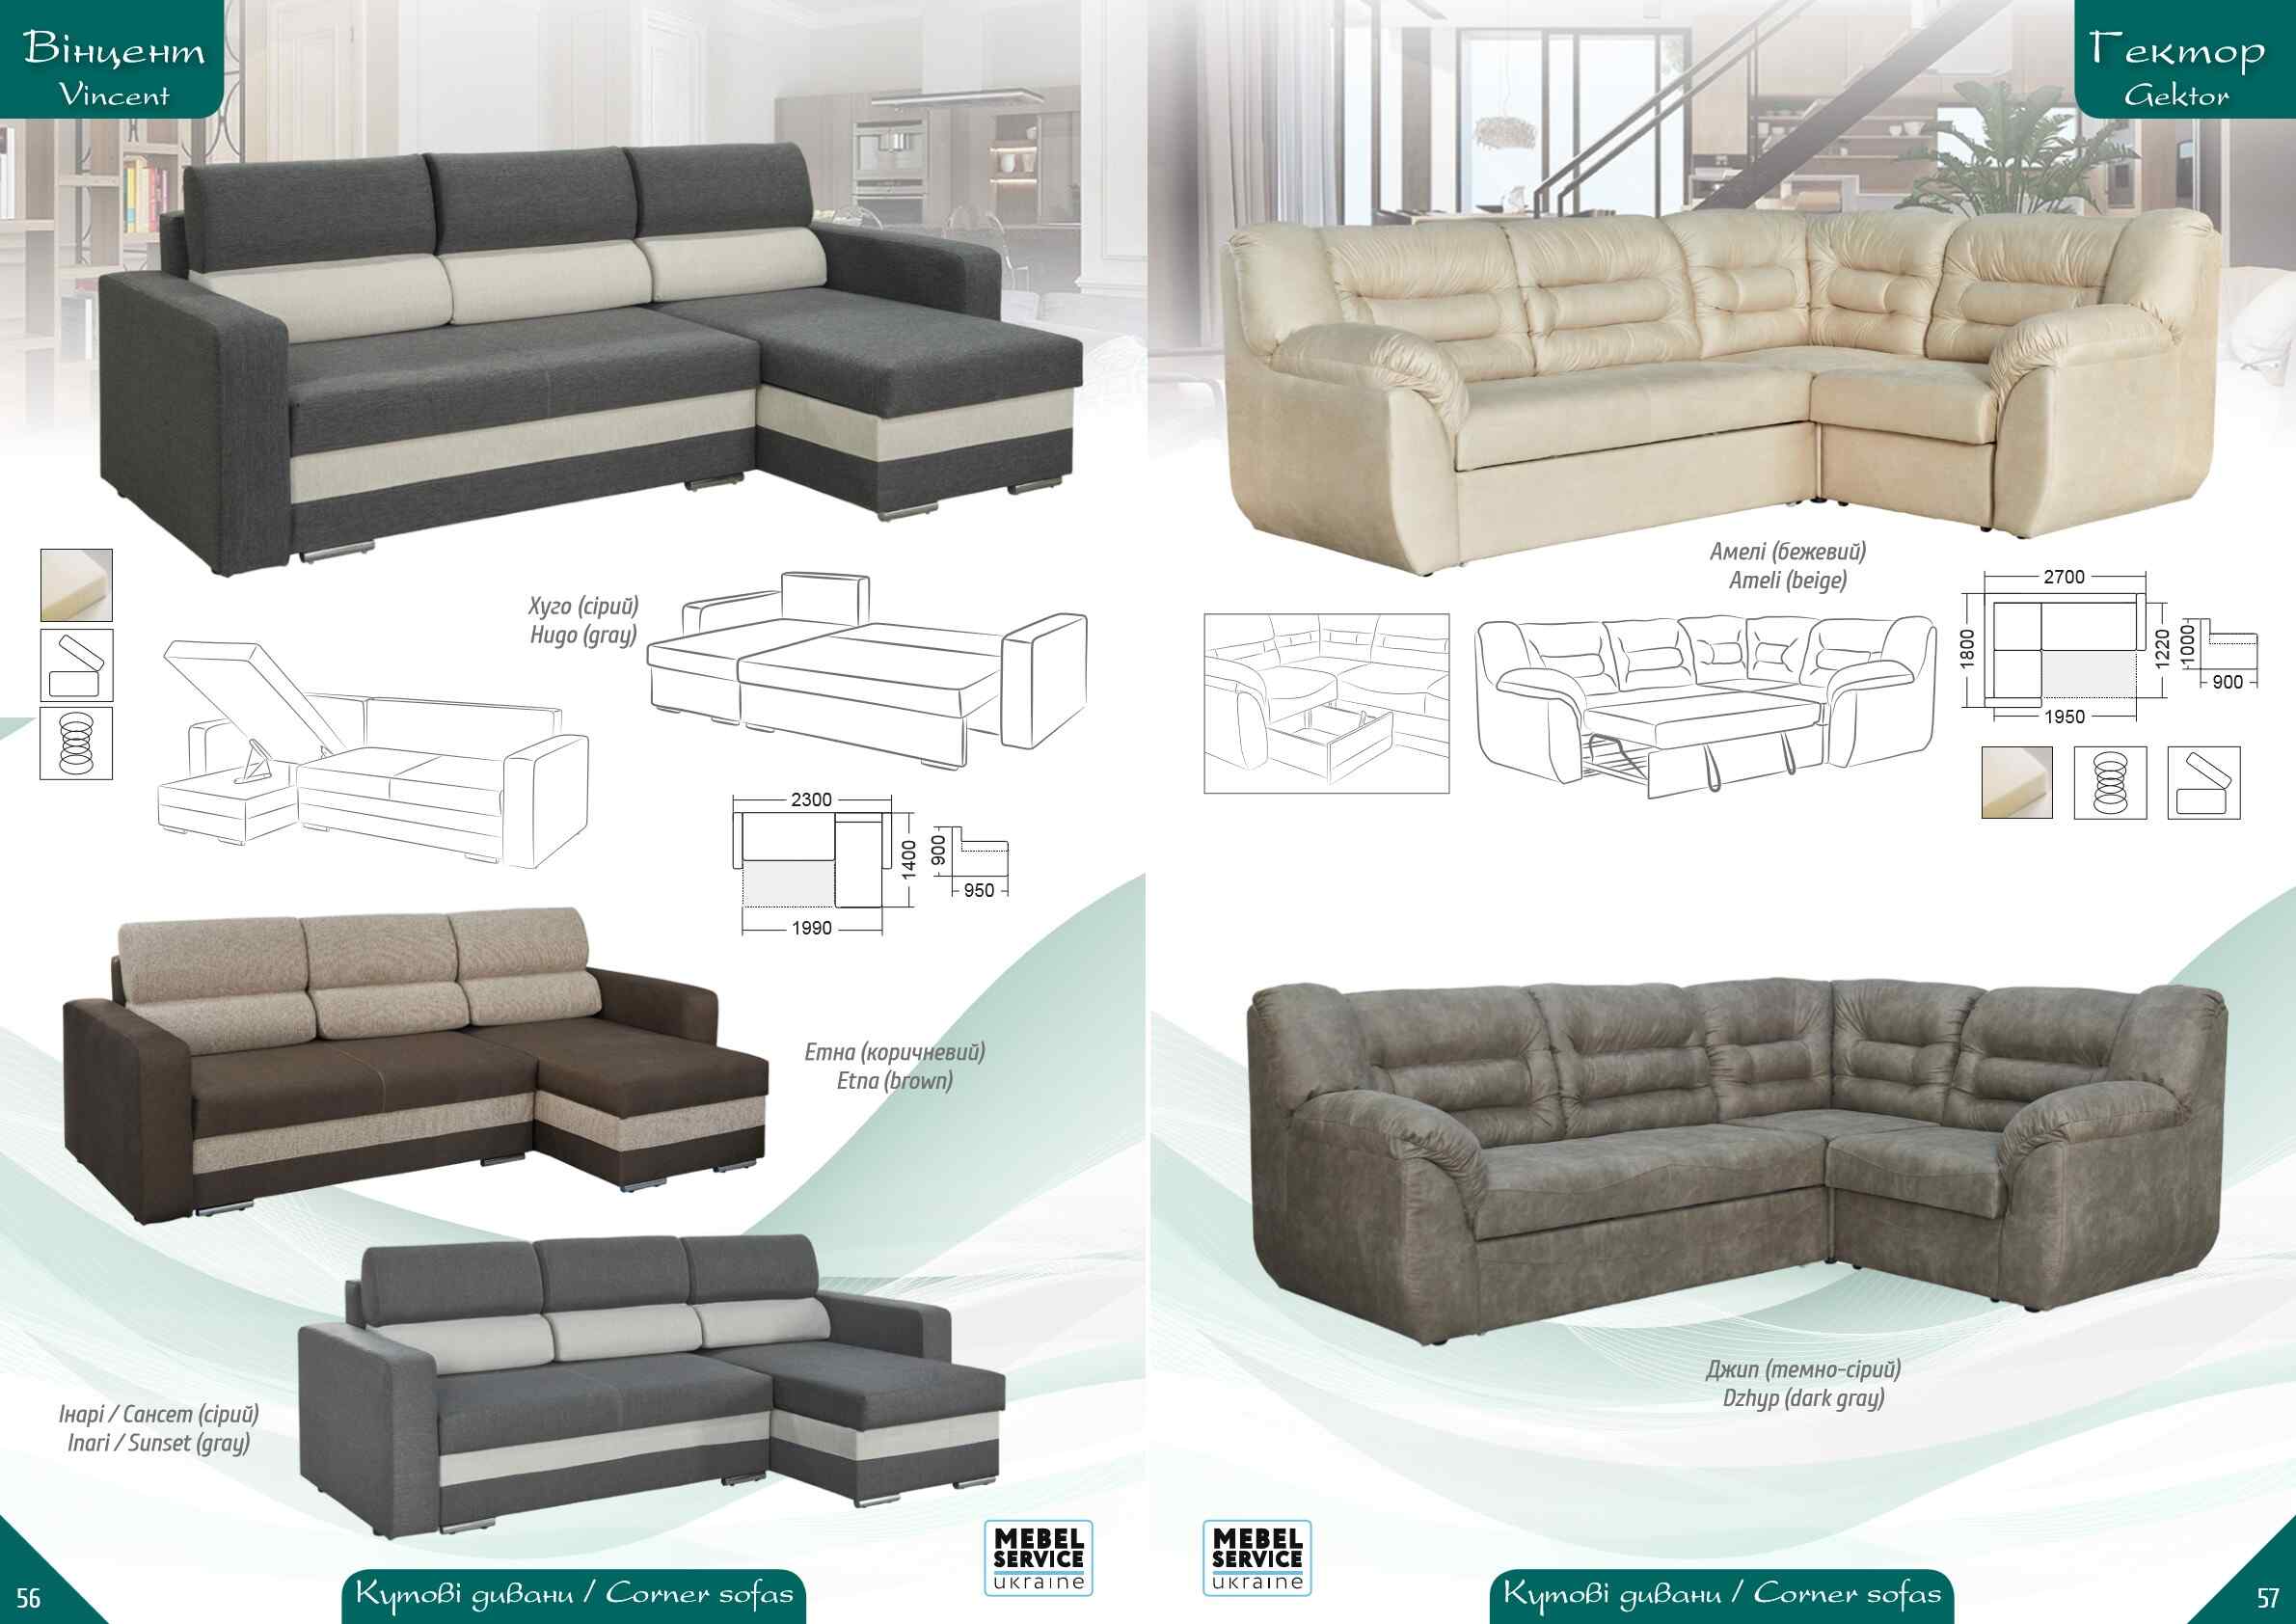 Вінцент
Vincent
Хуго (сірий)
Hugo (gray)
2300
1400
900
950
1990
Етна (коричневий)
Etna (brown)
Інарі / Сансет (сірий)
Inari / Sunset (gray)
MEBEL
SERVICE
ukraine
56
Кутові дивани / Corner sofas
Гектор
Gektor
Амелі (бежевий)
Ameli (beige)
2700
1800
1220
1000
900
1950
Джип (темно-сірий)
Dzhyp (dark gray)
MEBEL
SERVICE
ukraine
Кутові дивани / Corner sofas
57